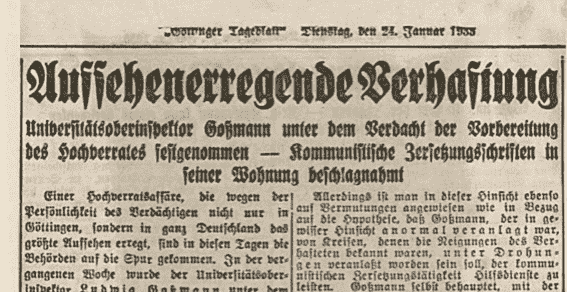 „Göttinger Tageblatt“ Dienstag, den 24. Januar 1933
Aufsehenerregende Verhaftung
Universitätsoberinspektor Goßmann unter dem Verdacht der Vorbereitung
des Hochverrates festgenommen — Kommunistische Zersetzungsschriften in
seiner Wohnung beschlagnahmt
Einer Hochverratsaffäre, die wegen der
Persönlichkeit des Verdächtigen nicht nur in
Göttingen, sondern in ganz Deutschland das
größte Aufsehen erregt, sind in diesen Tagen die
Behörden auf die Spur gekommen. In der ver-
gangenen Woche wurde der Universitätsober-
inspektor Ludwig Goßmann unter dem
Allerdings ist man in dieser Hinsicht ebenso
auf Vermutungen angewiesen wie in Bezug
auf die Hypothese, daß Goßmann, der in ge-
wisser Hinsicht anormal veranlagt war,
von Kreisen, denen die Neigungen des Ver-
hafteten bekannt waren, unter Drohun-
gen veranlaßt worden sein soll, der kommu-
nistischen Zersetzungstätigkeit Hilfsdienste zu
leisten. Goßmann selbst behauptet, mit der